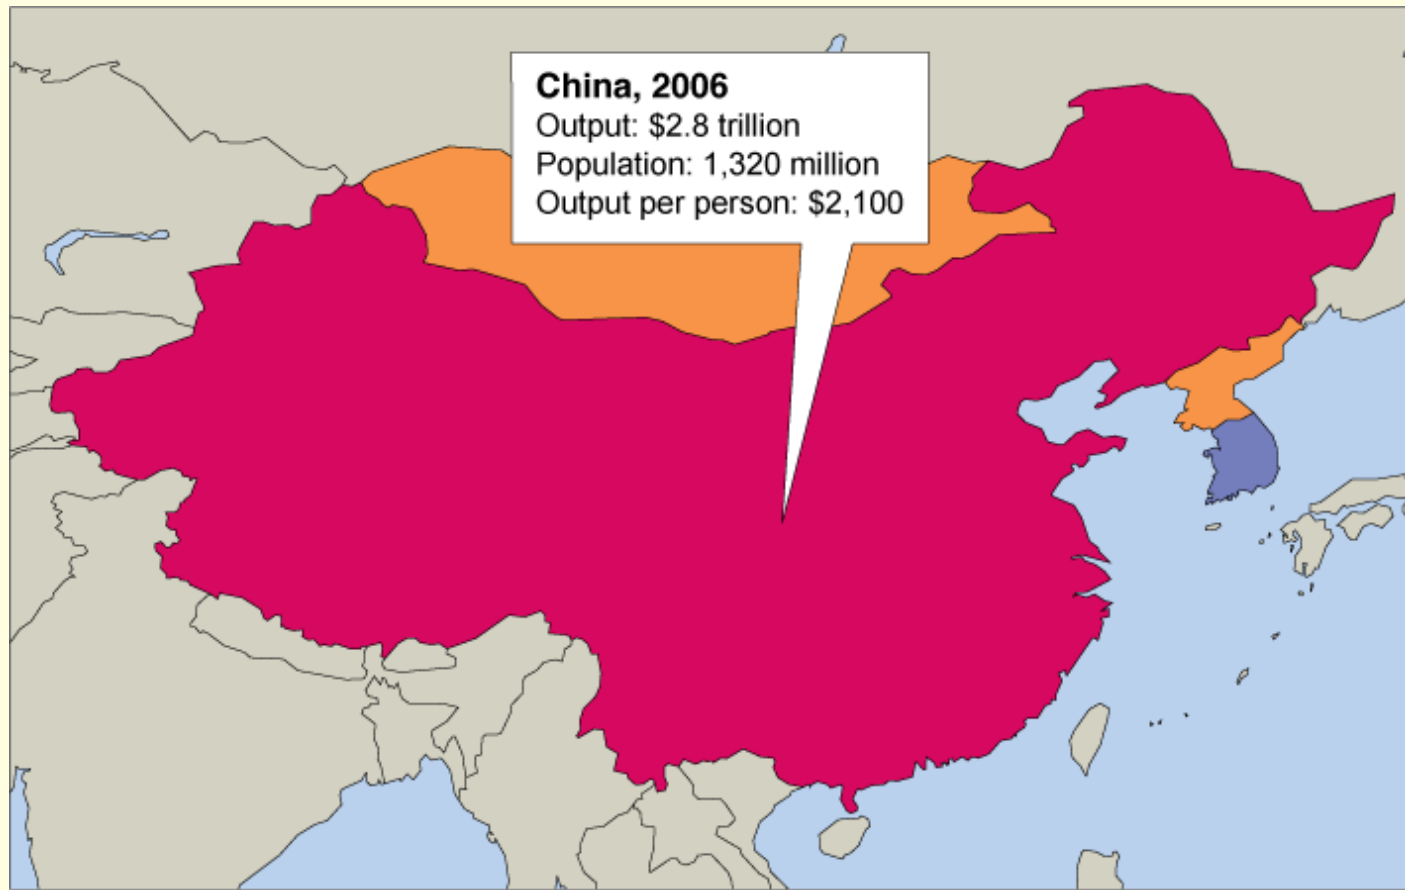 China, 2006
Output: $2.8 trillion
Population: 1,320 million
Output per person: $2,100